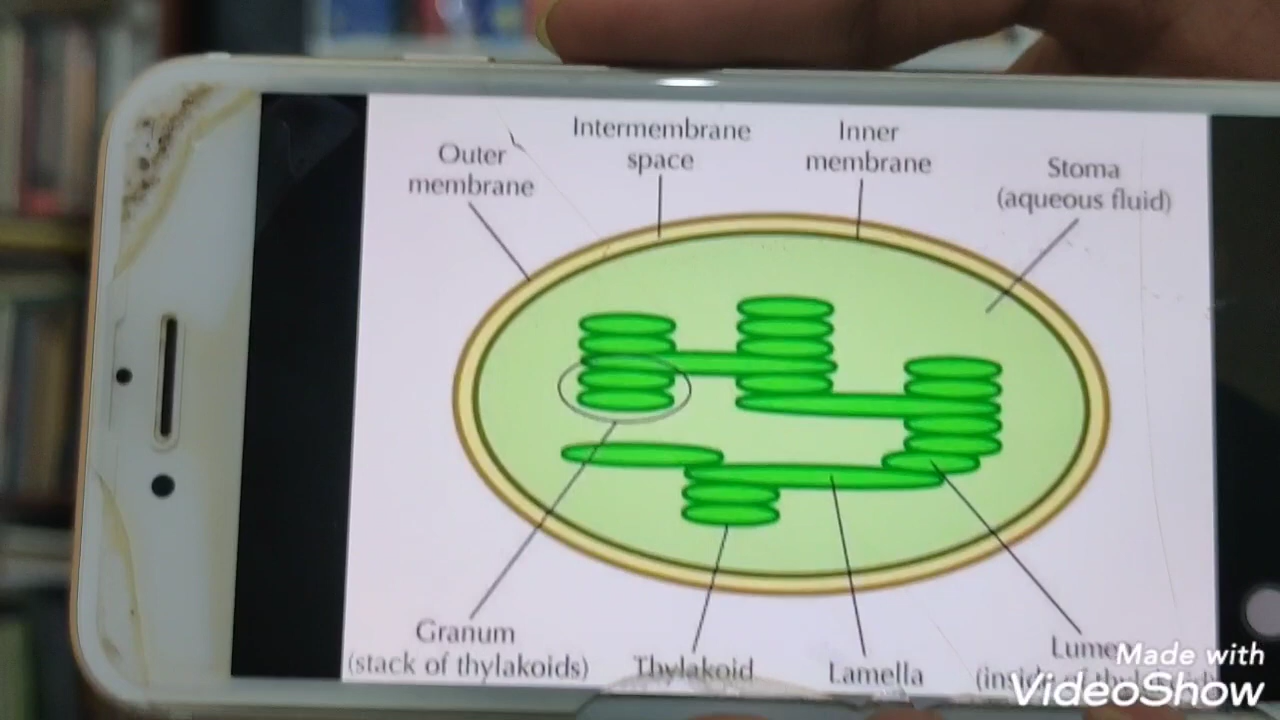 Intermembrane
space
Inner
membrane
Outer
membrane
Stoma
(aqueous fluid)
Granum
(stack of thylakoids)
Thylakoid
Lamella
Made with
VideoShow